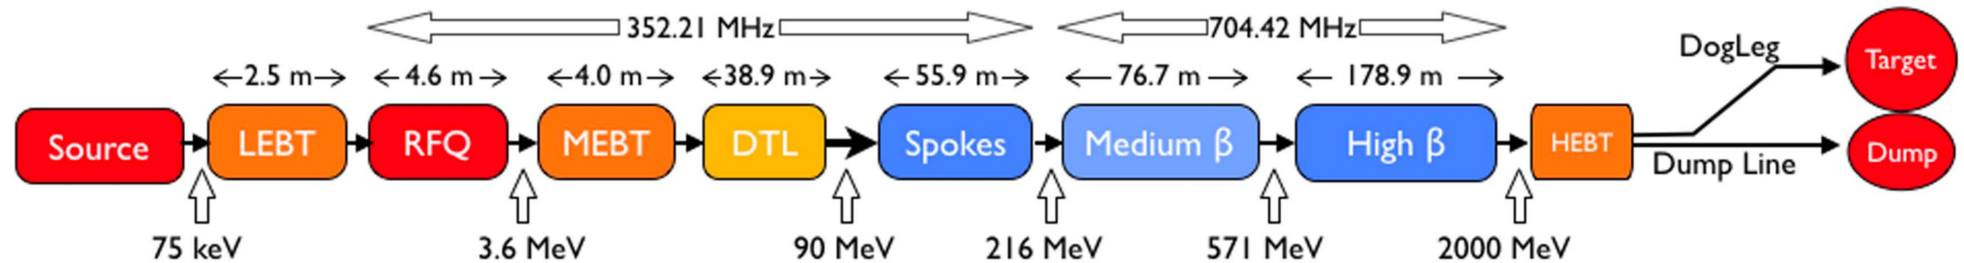 352.21 MHz
704.42 MHz
2.5 m
4.6 m
4.0 m
38.9 m
55.9 m
76.7 m
178.9 m
DogLeg
Target
Source
LEBT
RFQ
MEBT
DTL
Spokes
Medium β
High β
HEBT
Dump Line
Dump
75 keV
3.6 MeV
90 MeV
216 MeV
571 MeV
2000 MeV